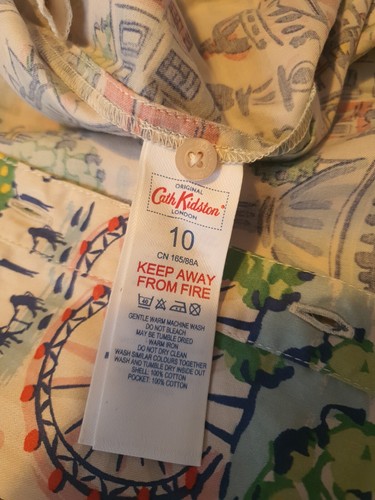 ORIGINAL
Cath Kidston
LONDON
10
CN 165/88A
KEEP AWAY
FROM FIRE
GENTLE WARM MACHINE WASH
DO NOT BLEACH
MAY BE TUMBLE DRIED
WARM IRON
DO NOT DRY CLEAN
WASH SIMILAR COLOURS TOGETHER
WASH AND TUMBLE DRY INSIDE OUT
SHELL: 100% COTTON
POCKET: 100% COTTON